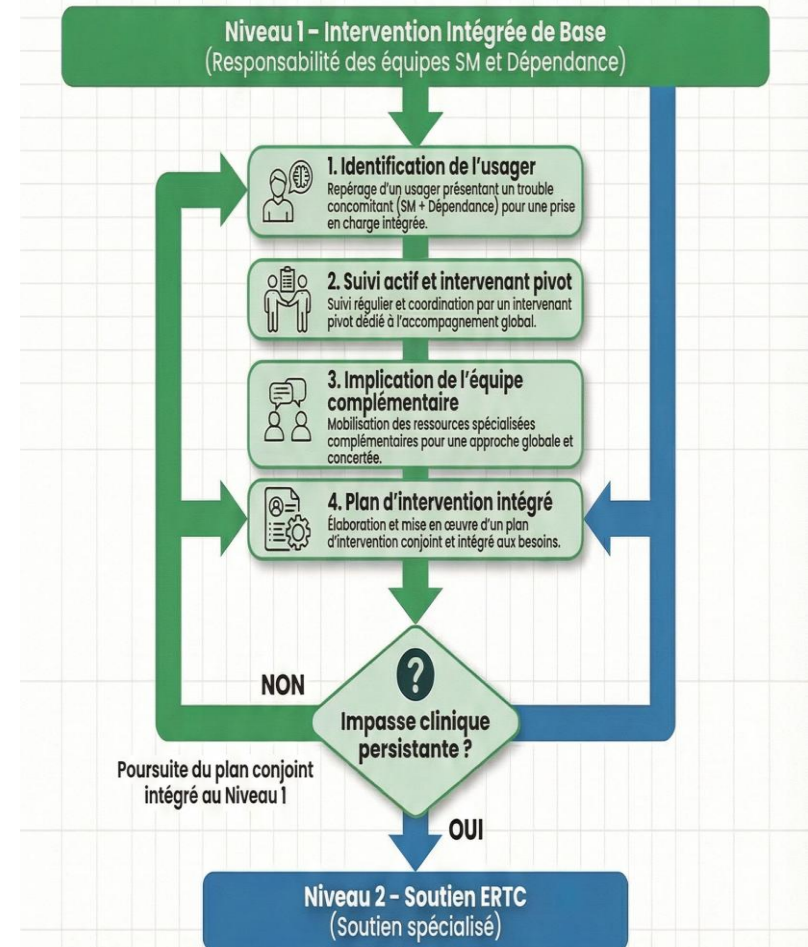 Niveau 1 – Intervention Intégrée de Base
(Responsabilité des équipes SM et Dépendance)
1. Identification de l'usager
Repérage d'un usager présentant un trouble
concomitant (SM + Dépendance) pour une prise
en charge intégrée.
2. Suivi actif et intervenant pivot
Suivi régulier et coordination par un intervenant
pivot dédié à l'accompagnement global.
3. Implication de l'équipe
complémentaire
Mobilisation des ressources spécialisées
complémentaires pour une approche globale et
concertée.
4. Plan d'intervention intégré
Élaboration et mise en œuvre d'un plan
d'intervention conjoint et intégré aux besoins.
?
NON
Impasse clinique
persistante ?
Poursuite du plan conjoint
intégré au Niveau 1
OUI
Niveau 2 – Soutien ERTC
(Soutien spécialisé)